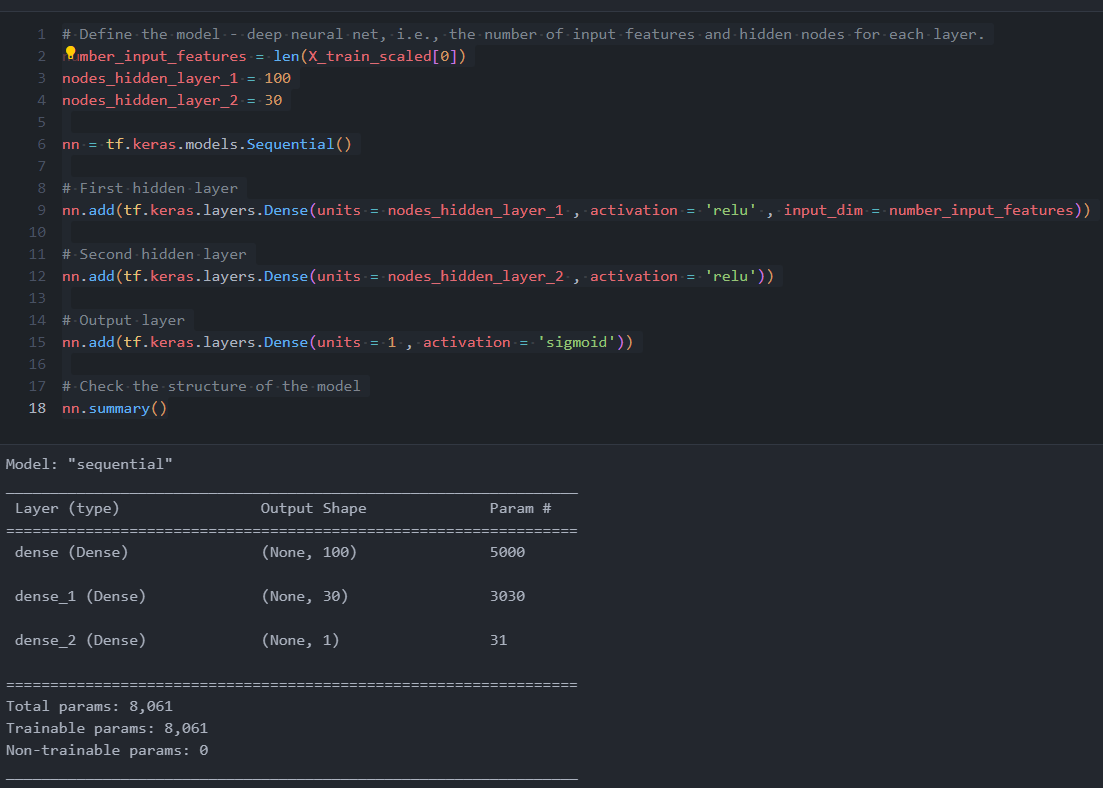 1 # Define the model - deep neural net, i.e., the number of input features and hidden nodes for each layer.
2 number_input_features = len(X_train_scaled[0])
3 nodes_hidden_layer_1 = 100
4 nodes_hidden_layer_2 = 30
5
6 nn = tf.keras.models.Sequential()
7
8 # First hidden layer
9 nn.add(tf.keras.layers.Dense(units = nodes_hidden_layer_1 , activation = 'relu' , input_dim = number_input_features))
10
11 # Second hidden layer
12 nn.add(tf.keras.layers.Dense(units = nodes_hidden_layer_2 , activation = 'relu'))
13
14 # Output layer
15 nn.add(tf.keras.layers.Dense(units = 1 , activation = 'sigmoid'))
16
17 # Check the structure of the model
18 nn.summary()
Model: "sequential"
_________________________________________________________________
Layer (type) Output Shape Param #
=================================================================
dense (Dense) (None, 100) 5000
dense_1 (Dense) (None, 30) 3030
dense_2 (Dense) (None, 1) 31
=================================================================
Total params: 8,061
Trainable params: 8,061
Non-trainable params: 0
_________________________________________________________________